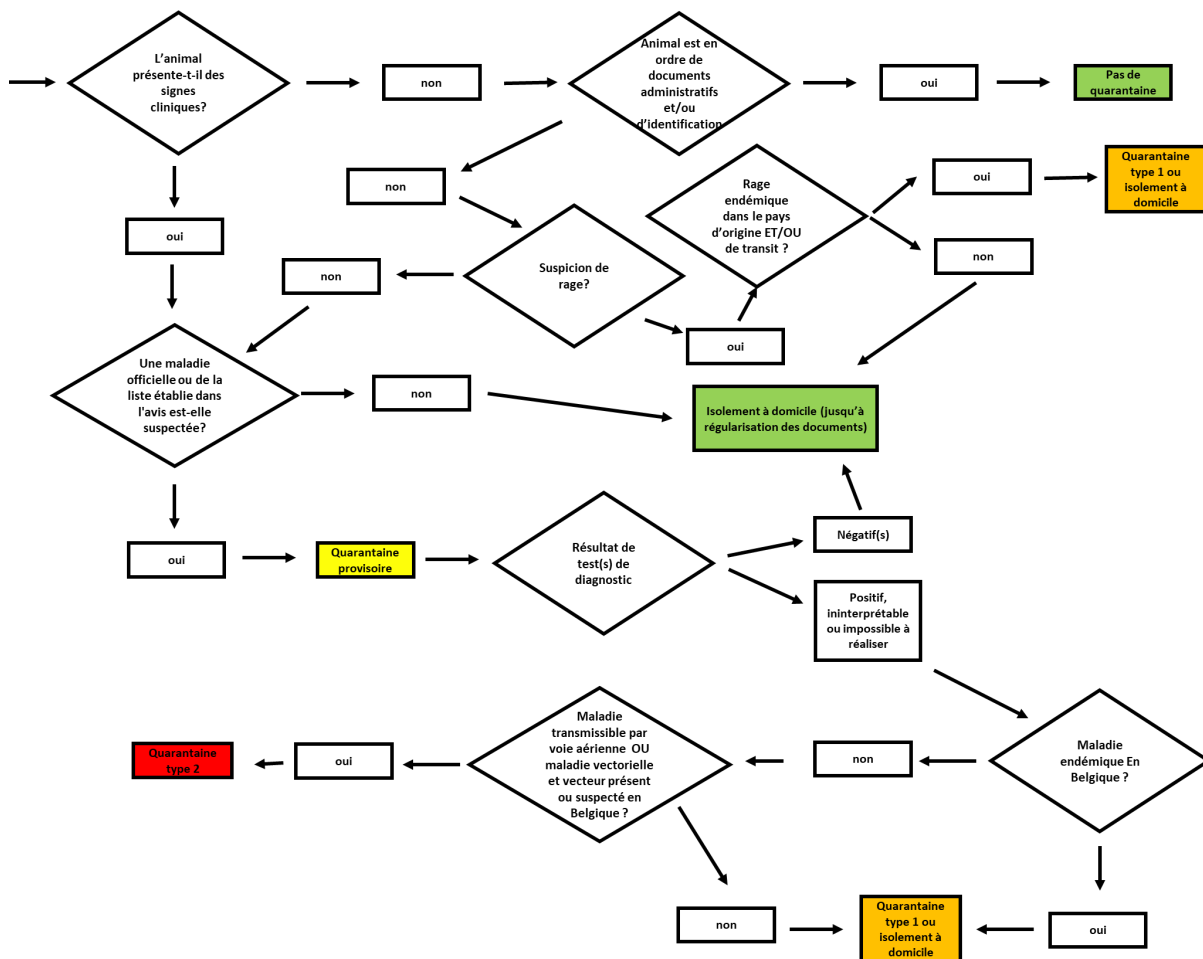 L'animal
présente-t-il des
signes
cliniques?
non
Animal est en
ordre de
documents
administratifs
et/ou
d'identification
oui
Pas de
quarantaine
non
Rage
endémique
dans le pays
d'origine ET/OU
de transit ?
oui
Quarantaine
type 1 ou
isolement à
domicile
oui
non
Suspicion de
rage?
non
oui
Une maladie
officielle ou de la
liste établie dans
l'avis est-elle
suspectée?
non
Isolement à domicile (jusqu'à
régularisation des documents)
oui
Quarantaine
provisoire
Résultat de
test(s) de
diagnostic
Négatif(s)
Positif,
ininterprétable
ou impossible à
réaliser
Quarantaine
type 2
oui
Maladie
transmissible par
voie aérienne OU
maladie vectorielle
et vecteur présent
ou suspecté en
Belgique ?
non
Maladie
endémique En
Belgique ?
non
Quarantaine
type 1 ou
isolement à
domicile
oui